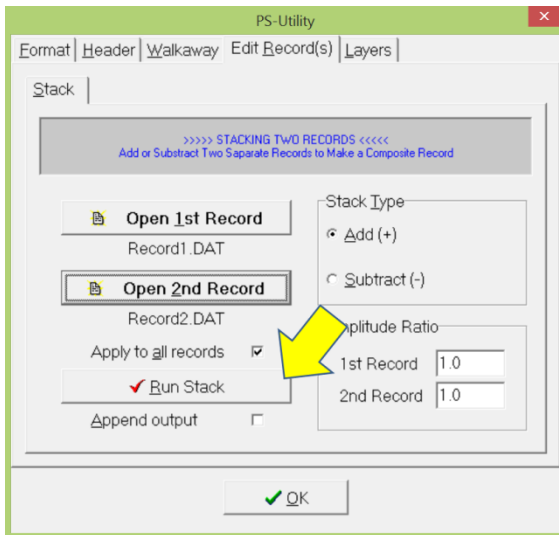 PS-Utility
Format Header Walkaway Edit Record(s) Layers
Stack
>>>>> STACKING TWO RECORDS <<<<<
Add or Substract Two Saparate Records to Make a Composite Record
Open 1st Record
Record1.DAT
Open 2nd Record
Record2.DAT
Apply to all records
Run Stack
Append output
Stack Type
Add (+)
Subtract (-)
Ratio
1st Record 1.0
2nd Record 1.0
OK